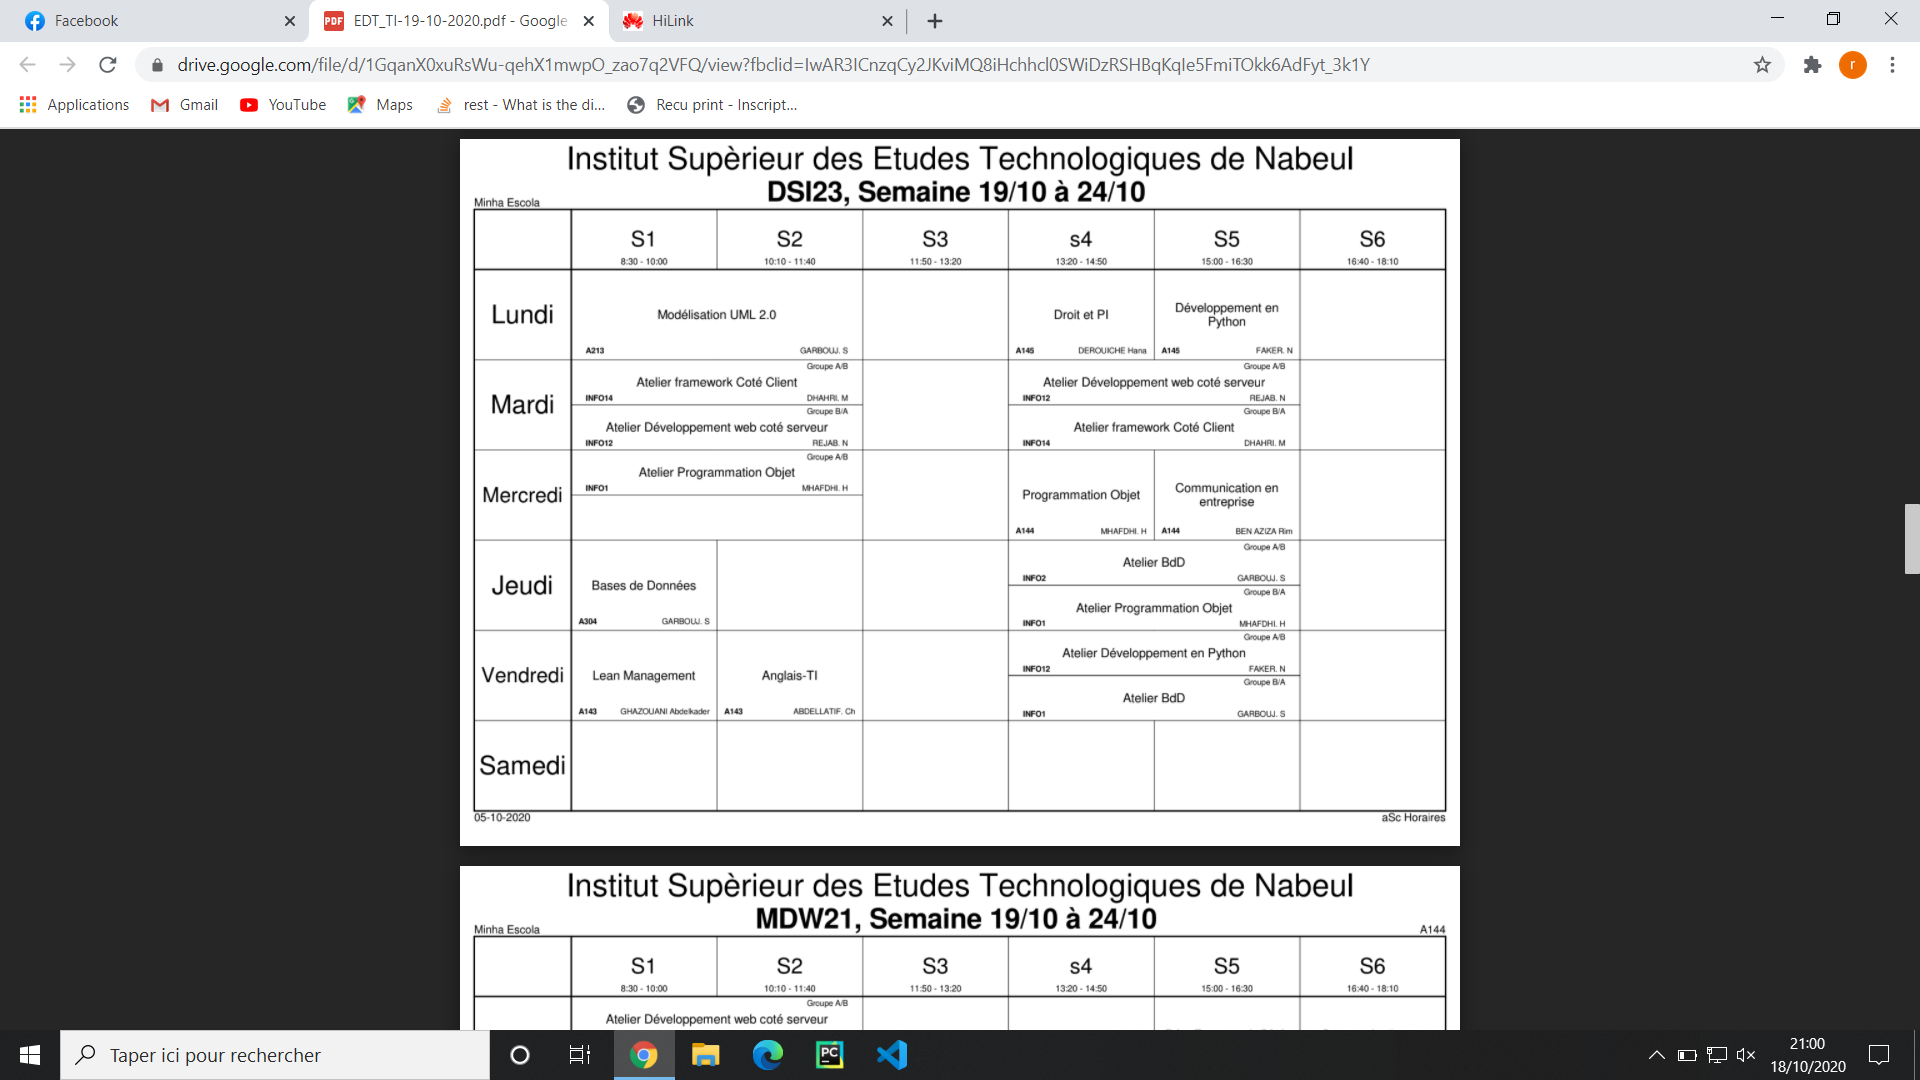 Facebook
EDT_TI-19-10-2020.pdf - Google
HiLink
drive.google.com/file/d/1GqanX0xuRsWu-qehX1mwpO_zao7q2VFQ/view?fbclid=IwAR3ICnzqCy2JKviMQ8iHchhcl0SWiDzRSHBqKqIe5FmiTOkk6AdFyt_3k1Y
r
Applications
Gmail
YouTube
Maps
rest - What is the di...
Recu print - Inscript...
Institut Supèrieur des Etudes Technologiques de Nabeul
DSI23, Semaine 19/10 à 24/10
Minha Escola
S1 S2 S3 s4 S5 S6
8:30 - 10:00 10:10 - 11:40 11:50 - 13:20 13:20 - 14:50 15:00 - 16:30 16:40 - 18:10
Lundi
Modélisation UML 2.0
A213 GARBOUJ. S
Droit et PI
A145 DEROUICHE Hana
Développement en
Python
A145 FAKER. N
Mardi
Groupe A/B
Atelier framework Coté Client
INFO14 DHAHRI. M
Groupe B/A
Atelier Développement web coté serveur
INFO12 REJAB. N
Groupe A/B
Atelier Développement web coté serveur
INFO12 REJAB. N
Groupe B/A
Atelier framework Coté Client
INFO14 DHAHRI. M
Mercredi
Groupe A/B
Atelier Programmation Objet
INFO1 MHAFDHI. H
Programmation Objet
A144 MHAFDHI. H
Communication en
entreprise
A144 BEN AZIZA Rim
Jeudi
Bases de Données
A304 GARBOUJ. S
Groupe A/B
Atelier BdD
INFO2 GARBOUJ. S
Groupe B/A
Atelier Programmation Objet
INFO1 MHAFDHI. H
Vendredi
Lean Management
A143 GHAZOUANI Abdelkader
Anglais-TI
A143 ABDELLATIF. Ch
Groupe A/B
Atelier Développement en Python
INFO12 FAKER. N
Groupe B/A
Atelier BdD
INFO1 GARBOUJ. S
Samedi
05-10-2020 aSc Horaires
Institut Supèrieur des Etudes Technologiques de Nabeul
MDW21, Semaine 19/10 à 24/10
Minha Escola A144
S1 S2 S3 s4 S5 S6
8:30 - 10:00 10:10 - 11:40 11:50 - 13:20 13:20 - 14:50 15:00 - 16:30 16:40 - 18:10
Groupe A/B
Atelier Développement web coté serveur
Taper ici pour rechercher
PC
21:00
18/10/2020